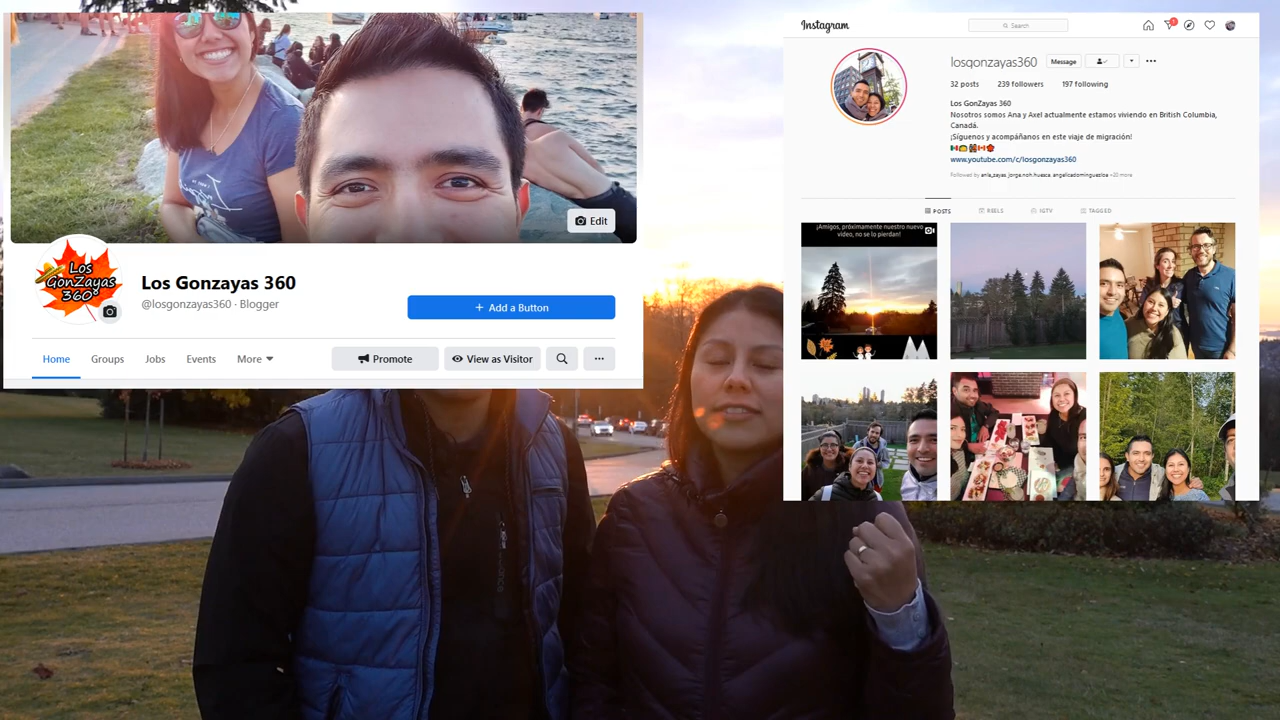 Edit
Los
GonZayas
360°
Los Gonzayas 360
@losgonzayas360 · Blogger
+ Add a Button
Home
Groups
Jobs
Events
More
Promote
View as Visitor
...
Instagram
Search
losgonzayas360
Message
32 posts
239 followers
197 following
Los GonZayas 360
Nosotros somos Ana y Axel actualmente estamos viviendo en British Columbia,
Canadá.
¡Síguenos y acompáñanos en este viaje de migración!
www.youtube.com/c/losgonzayas360
Followed by
POSTS
REELS
IGTV
TAGGED
¡Amigos, próximamente nuestro nuevo
video, no se lo pierdan!